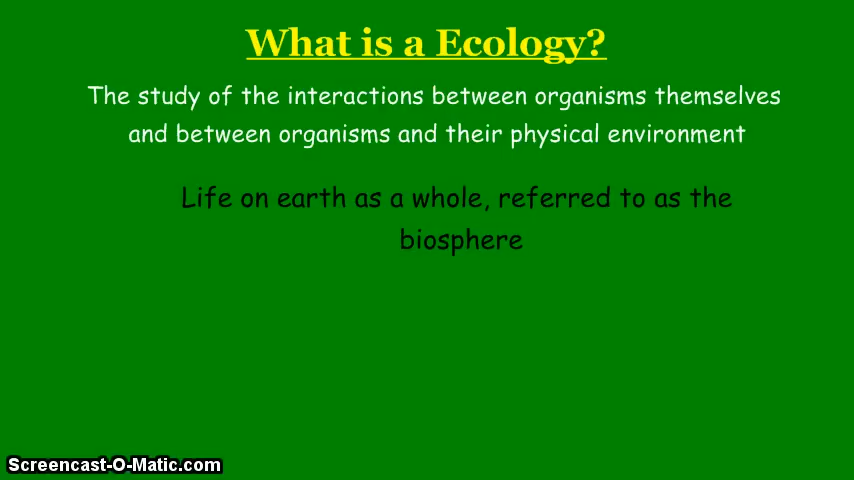 What is a Ecology?
The study of the interactions between organisms themselves
and between organisms and their physical environment
Life on earth as a whole, referred to as the
biosphere
Screencast-O-Matic.com